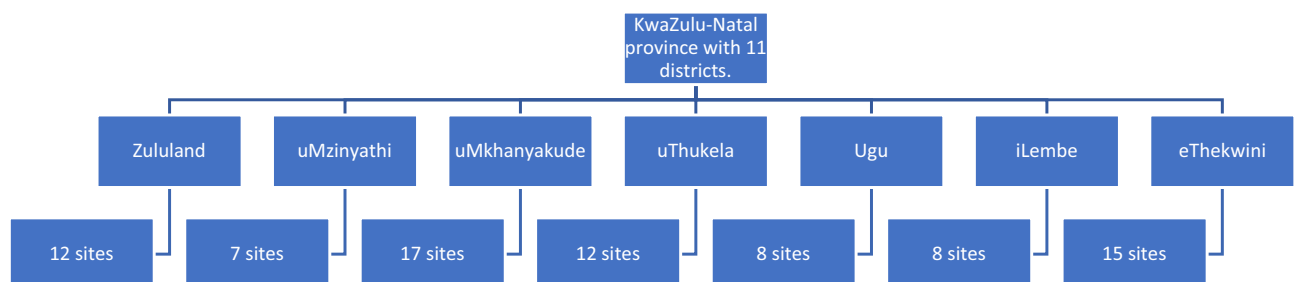 KwaZulu-Natal
province with 11
districts.
Zululand
uMzinyathi
uMkhanyakude
uThukela
Ugu
iLembe
eThekwini
12 sites
7 sites
17 sites
12 sites
8 sites
8 sites
15 sites